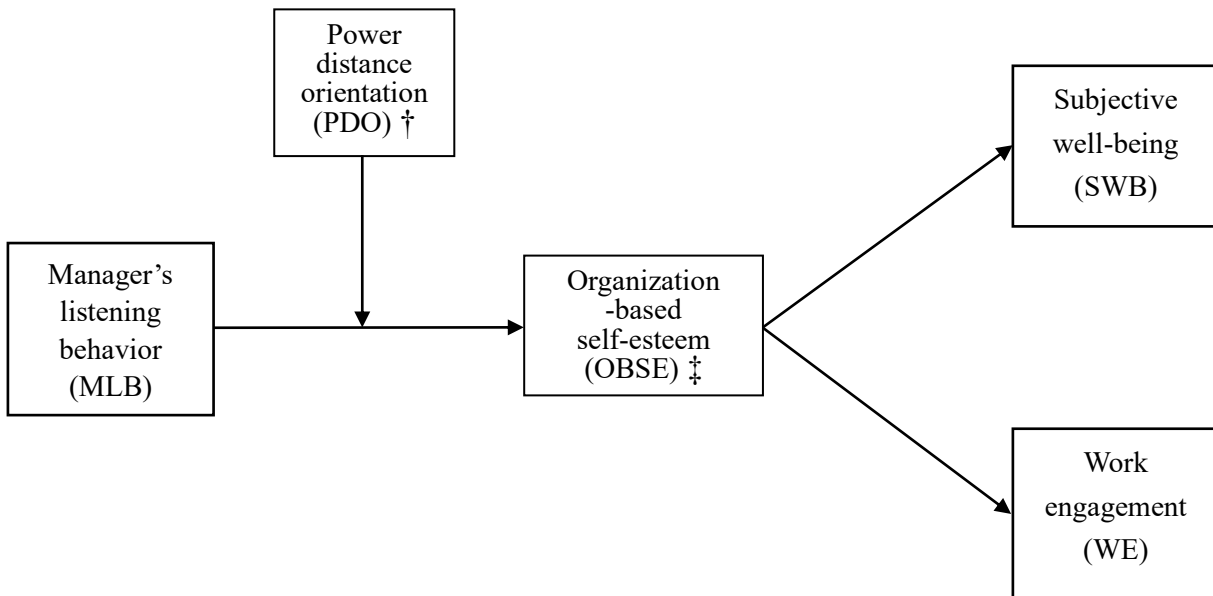 Power
distance
orientation
(PDO) †
Subjective
well-being
(SWB)
Manager’s
listening
behavior
(MLB)
Organization
-based
self-esteem
(OBSE) ‡
Work
engagement
(WE)